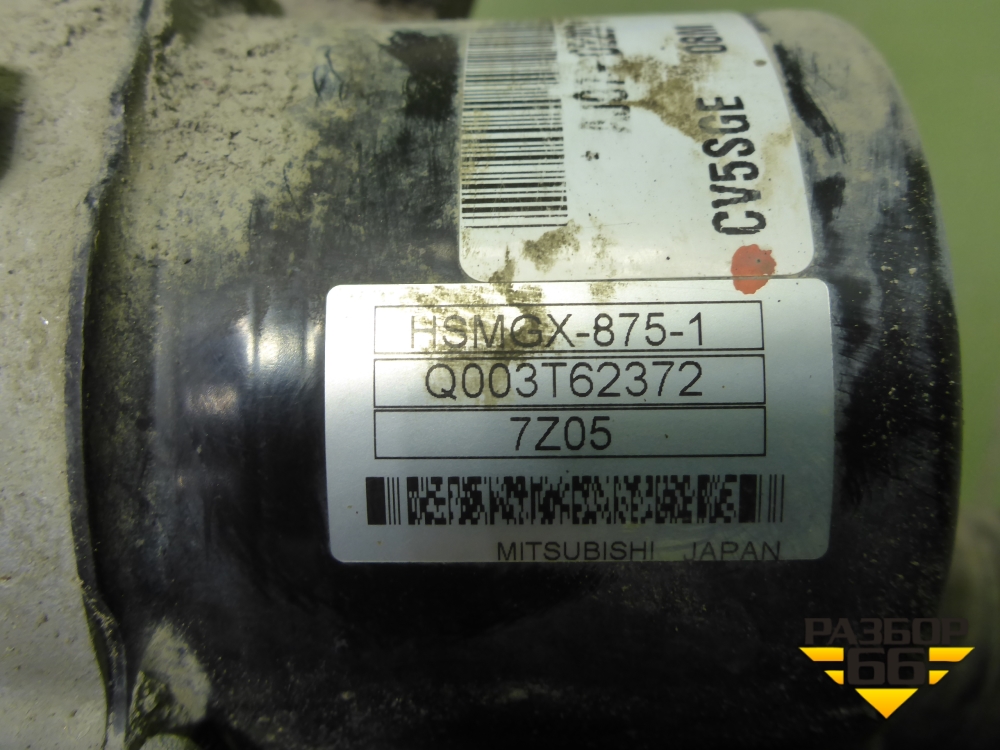 CV5SGE
HSMGX-875-1
Q003T62372
7Z05
MITSUBISHI JAPAN
РАЗБОР
66